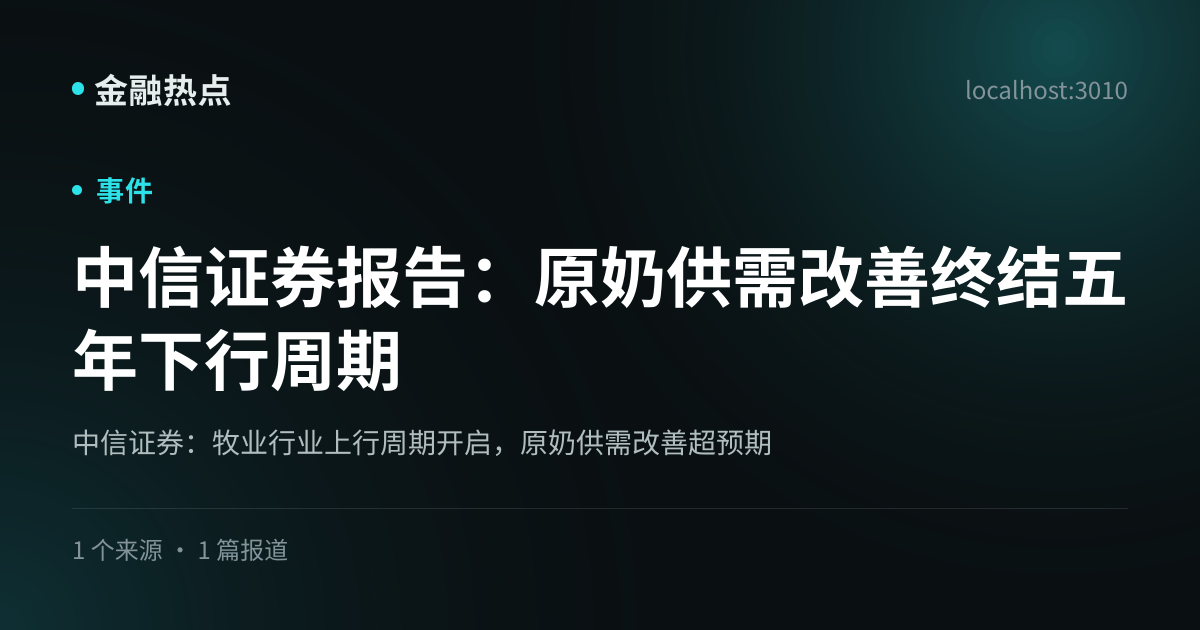 金融热点
localhost:3010
事件
中信证券报告：原奶供需改善终结五
年下行周期
中信证券：牧业行业上行周期开启，原奶供需改善超预期
1 个来源 · 1 篇报道